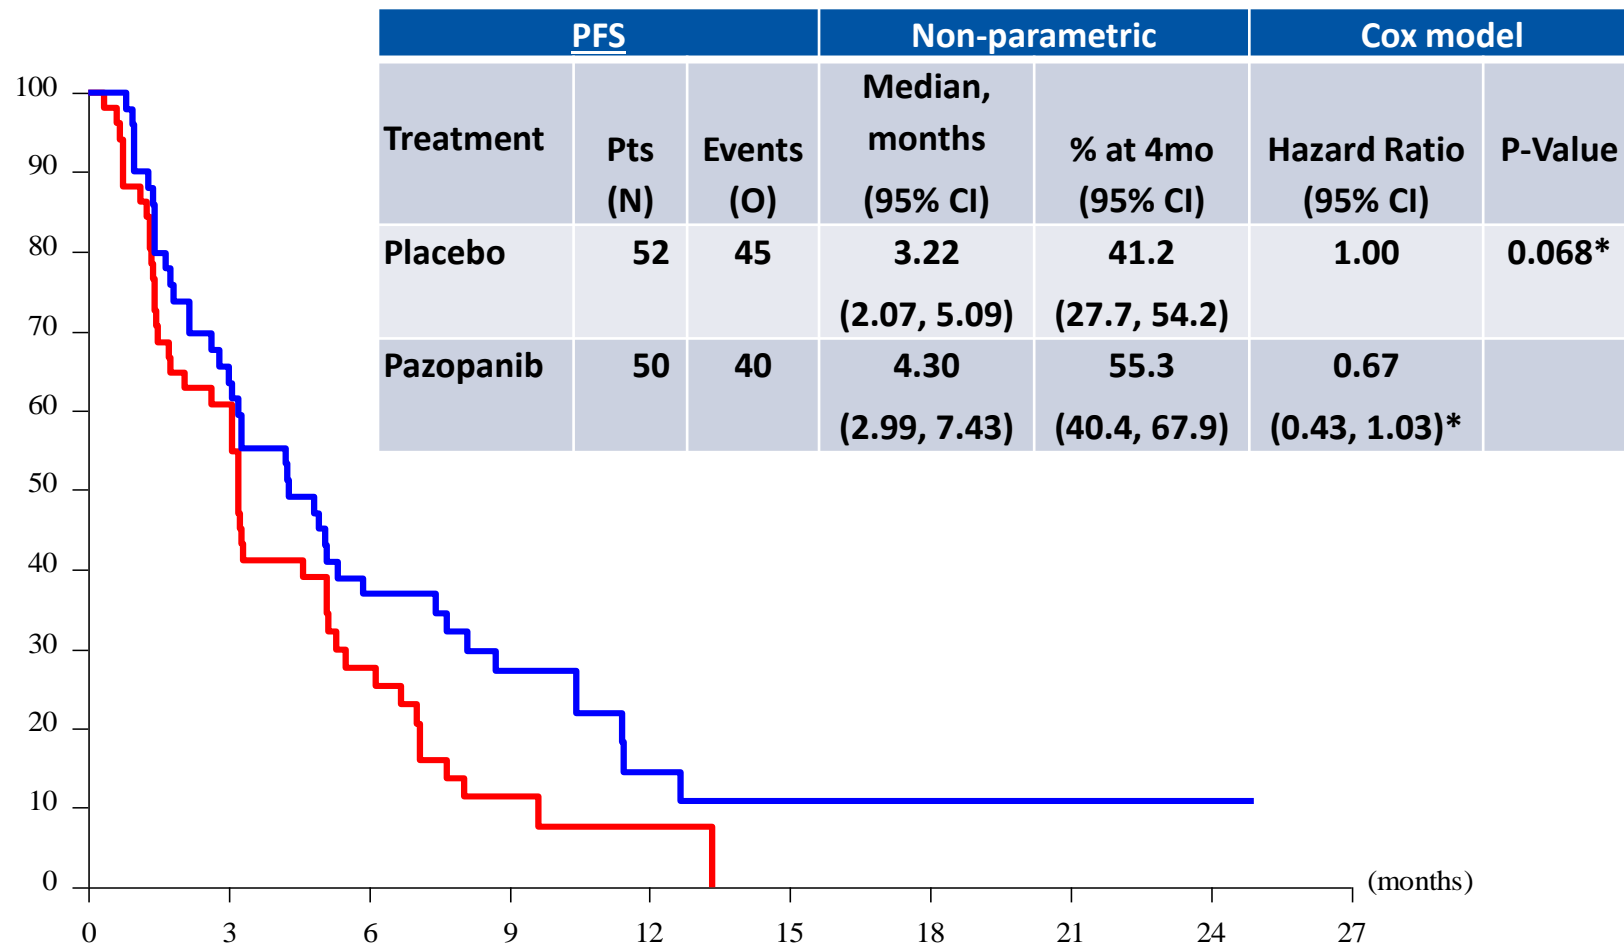 PFS Non-parametric Cox model
Treatment Pts (N) Events (O) Median, months (95% CI) % at 4mo (95% CI) Hazard Ratio (95% CI) P-Value
Placebo 52 45 3.22 41.2 1.00 0.068*
(2.07, 5.09) (27.7, 54.2)
Pazopanib 50 40 4.30 55.3 0.67
(2.99, 7.43) (40.4, 67.9) (0.43, 1.03)*
100
90
80
70
60
50
40
30
20
10
0
(months)
0 3 6 9 12 15 18 21 24 27